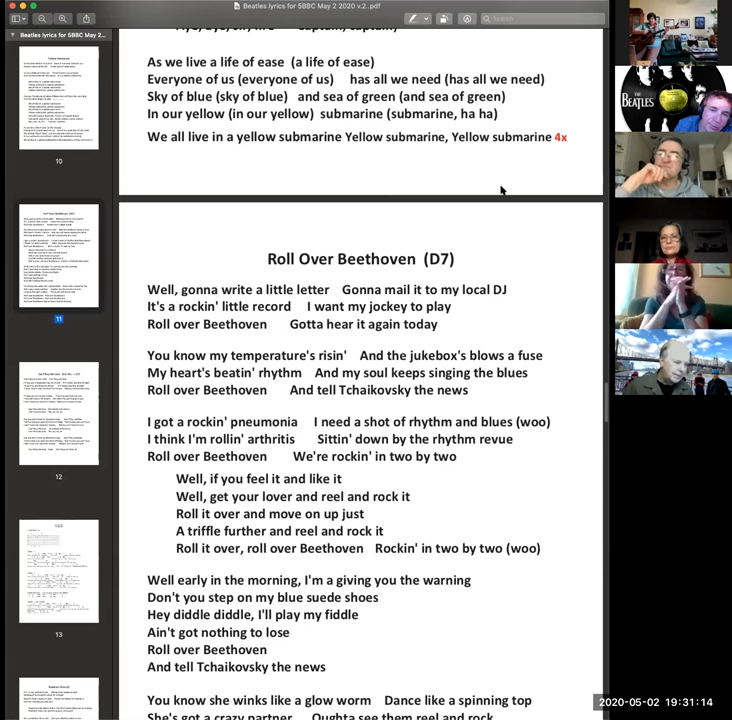 Beatles lyrics for 5BBC May 2 2020 v.2..pdf
Search
Beatles lyrics for 5BBC May 2...
10
11
12
13
As we live a life of ease (a life of ease)
Everyone of us (everyone of us) has all we need (has all we need)
Sky of blue (sky of blue) and sea of green (and sea of green)
In our yellow (in our yellow) submarine (submarine, ha ha)
We all live in a yellow submarine Yellow submarine, Yellow submarine 4x
Roll Over Beethoven (D7)
Well, gonna write a little letter Gonna mail it to my local DJ
It's a rockin' little record I want my jockey to play
Roll over Beethoven Gotta hear it again today
You know my temperature's risin' And the jukebox's blows a fuse
My heart's beatin' rhythm And my soul keeps singing the blues
Roll over Beethoven And tell Tchaikovsky the news
I got a rockin' pneumonia I need a shot of rhythm and blues (woo)
I think I'm rollin' arthritis Sittin' down by the rhythm revue
Roll over Beethoven We're rockin' in two by two
Well, if you feel it and like it
Well, get your lover and reel and rock it
Roll it over and move on up just
A triffle further and reel and rock it
Roll it over, roll over Beethoven Rockin' in two by two (woo)
Well early in the morning, I'm a giving you the warning
Don't you step on my blue suede shoes
Hey diddle diddle, I'll play my fiddle
Ain't got nothing to lose
Roll over Beethoven
And tell Tchaikovsky the news
You know she winks like a glow worm Dance like a spinning top
She's got a crazy partner Oughta see them reel and rock
THE BEATLES
2020-05-02 19:31:14